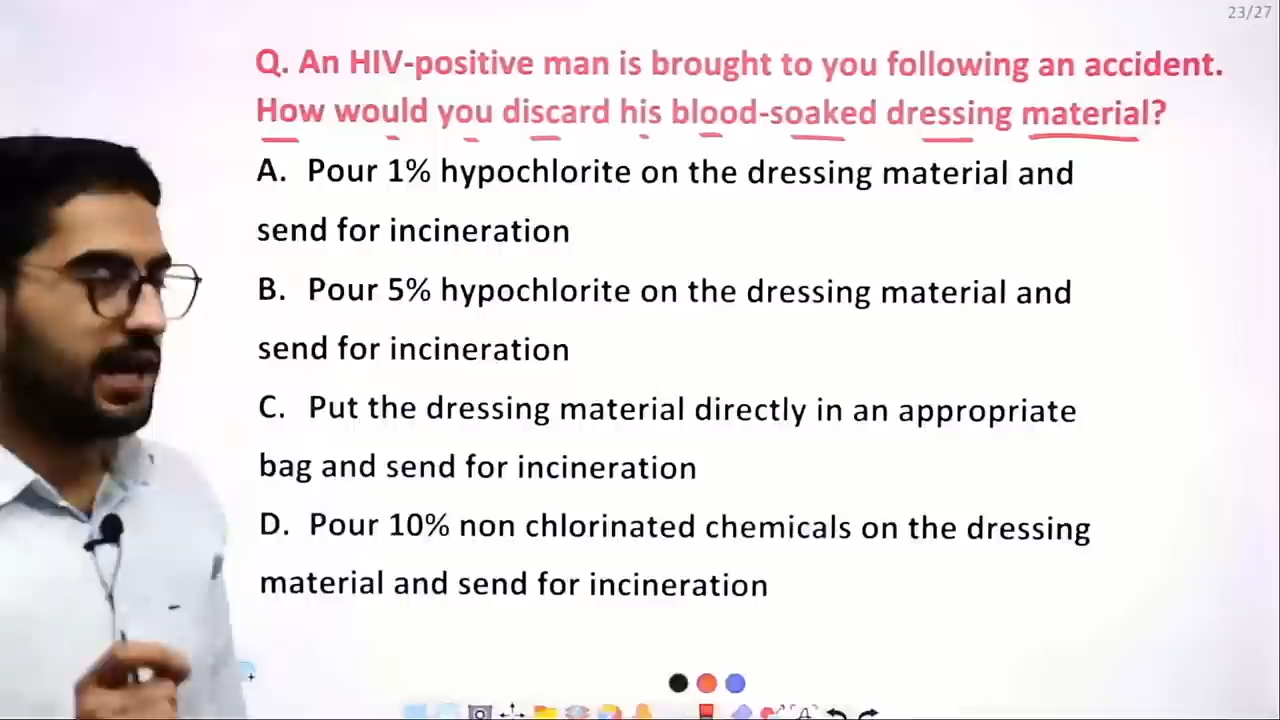 23/27
Q. An HIV-positive man is brought to you following an accident.
How would you discard his blood-soaked dressing material?
A. Pour 1% hypochlorite on the dressing material and
send for incineration
B. Pour 5% hypochlorite on the dressing material and
send for incineration
C. Put the dressing material directly in an appropriate
bag and send for incineration
D. Pour 10% non chlorinated chemicals on the dressing
material and send for incineration